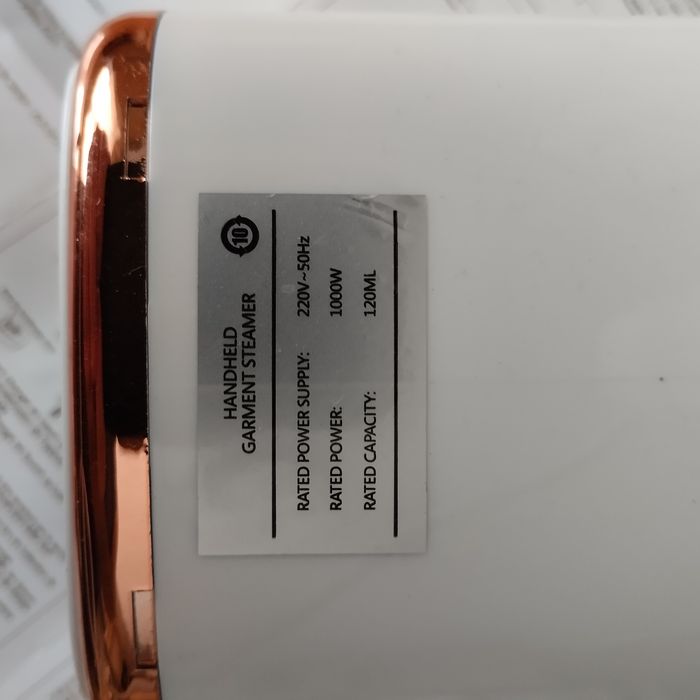 HANDHELD
GARMENT STEAMER
10
RATED POWER SUPPLY: 220V~50Hz
RATED POWER: 1000W
RATED CAPACITY: 120ML